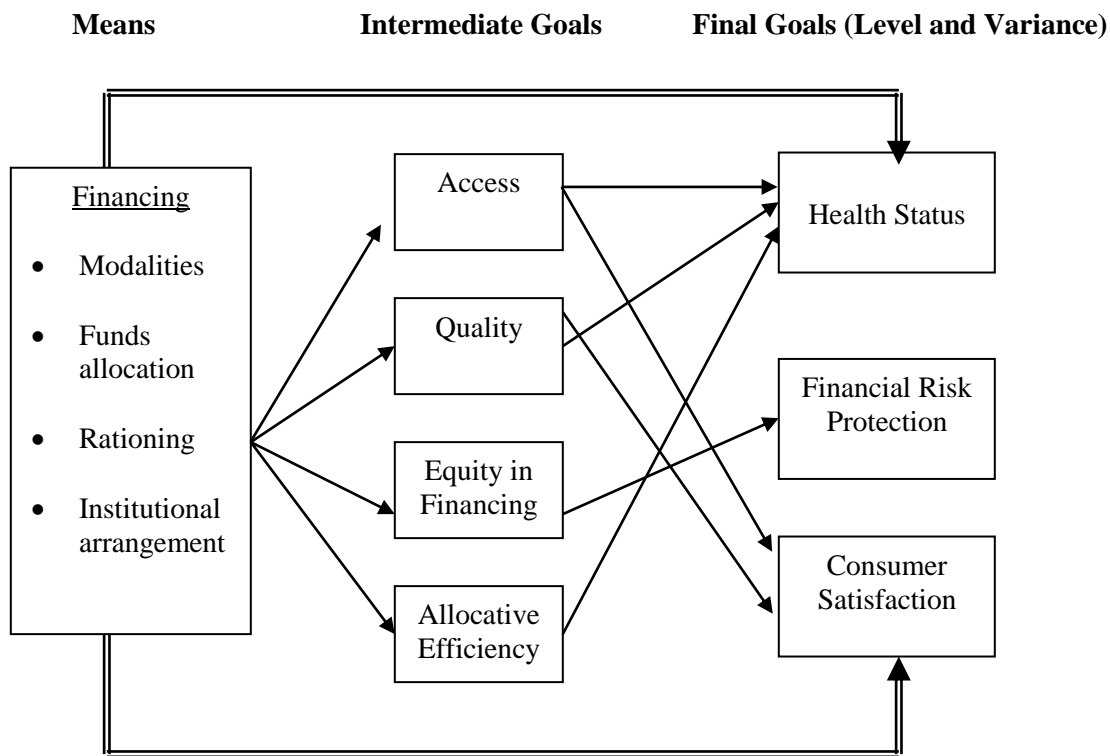 Means
Intermediate Goals
Final Goals (Level and Variance)
Financing
• Modalities
• Funds
allocation
• Rationing
• Institutional
arrangement
Access
Quality
Equity in
Financing
Allocative
Efficiency
Health Status
Financial Risk
Protection
Consumer
Satisfaction